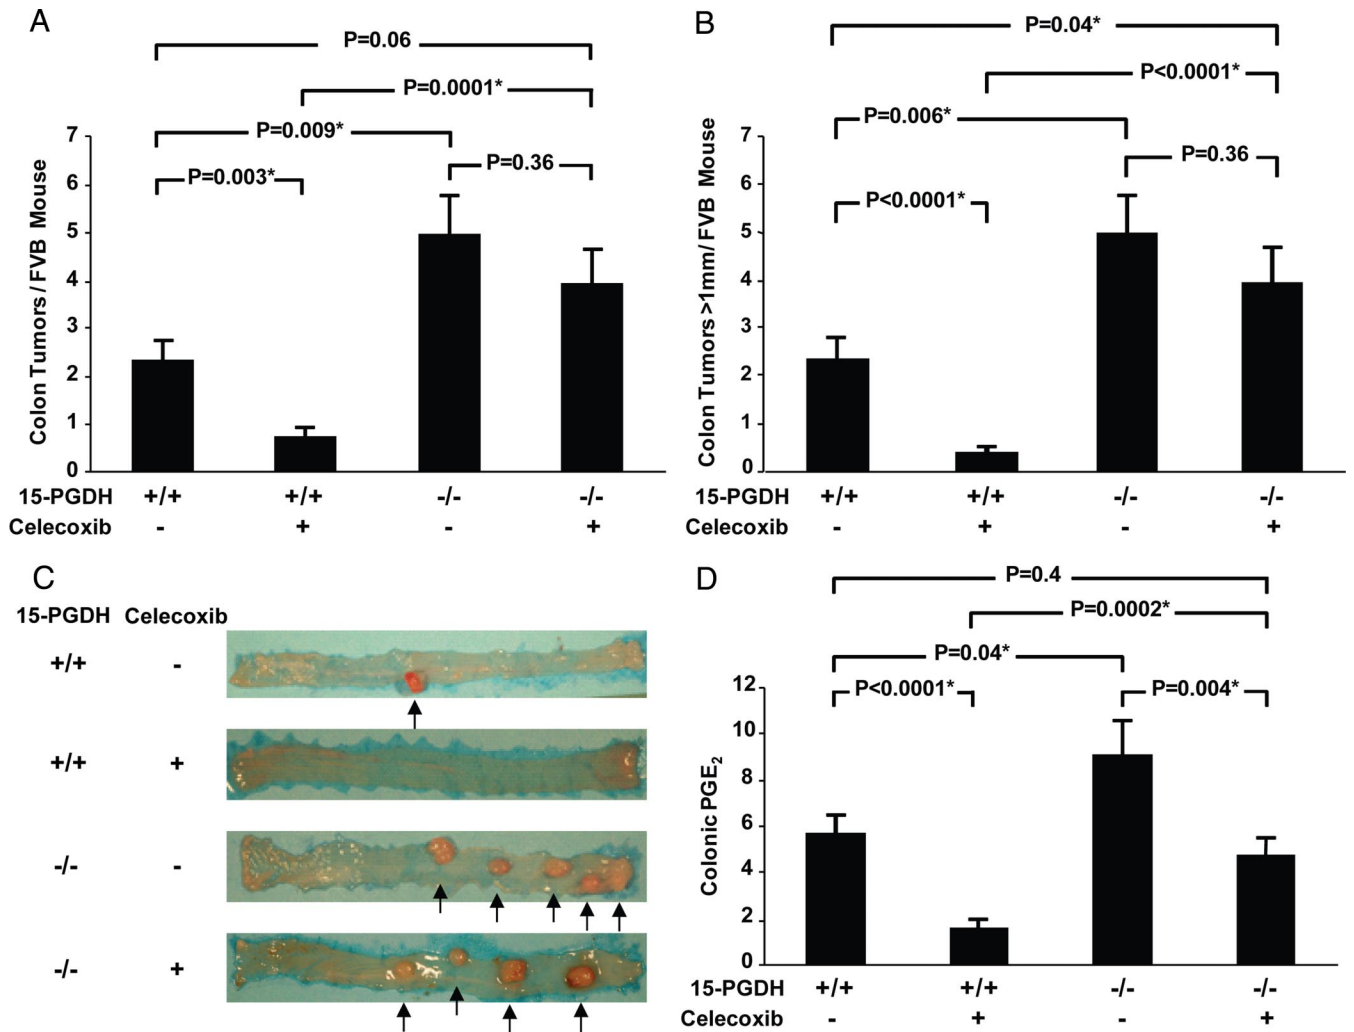 A
P=0.06
P=0.0001*
P=0.009*
P=0.36
P=0.003*
Colon Tumors / FVB Mouse
7
6
5
4
3
2
1
0
15-PGDH +/+ +/+ -/- -/-
Celecoxib - + - +
B
P=0.04*
P<0.0001*
P=0.006*
P=0.36
P<0.0001*
Colon Tumors >1mm/ FVB Mouse
7
6
5
4
3
2
1
0
15-PGDH +/+ +/+ -/- -/-
Celecoxib - + - +
C
15-PGDH Celecoxib
+/+ -
+/+ +
-/- -
-/- +
D
P=0.4
P=0.0002*
P=0.04*
P<0.0001*
P=0.004*
Colonic PGE₂
12
10
8
6
4
2
0
15-PGDH +/+ +/+ -/- -/-
Celecoxib - + - +